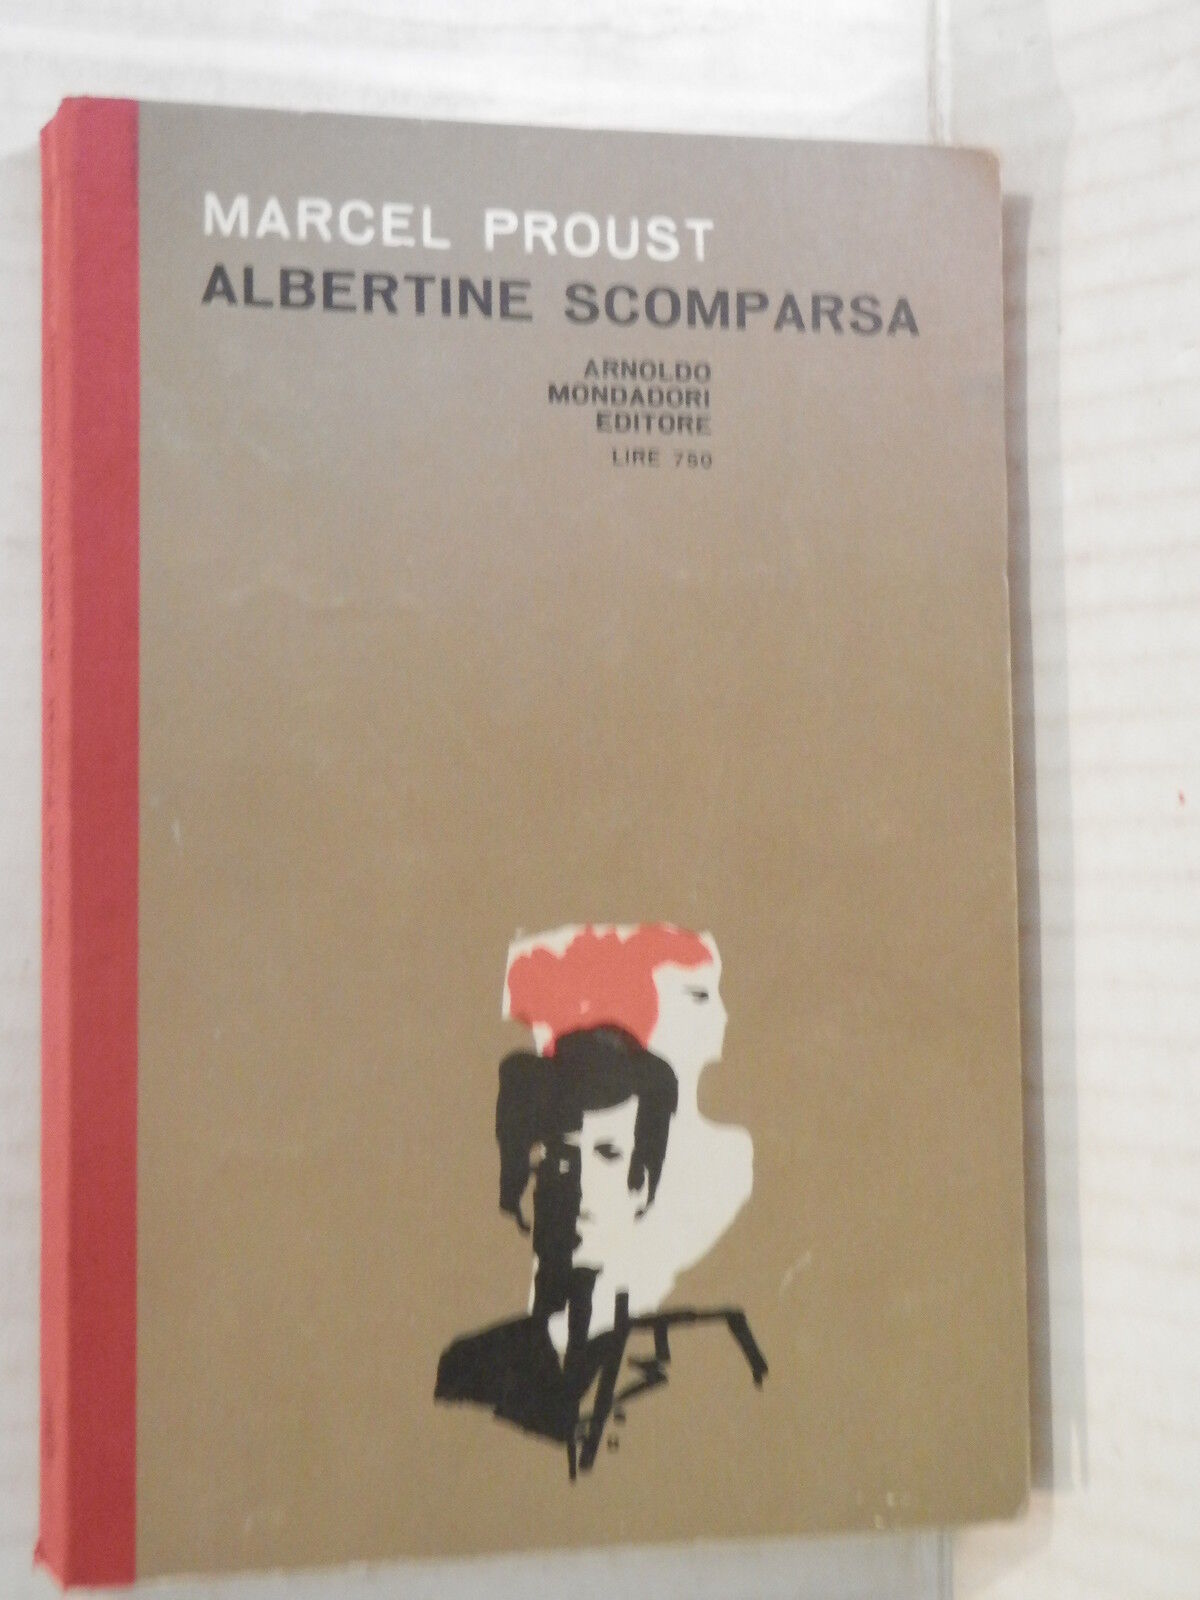 MARCEL PROUST
ALBERTINE SCOMPARSA
ARNOLDO
MONDADORI
EDITORE
LIRE 750